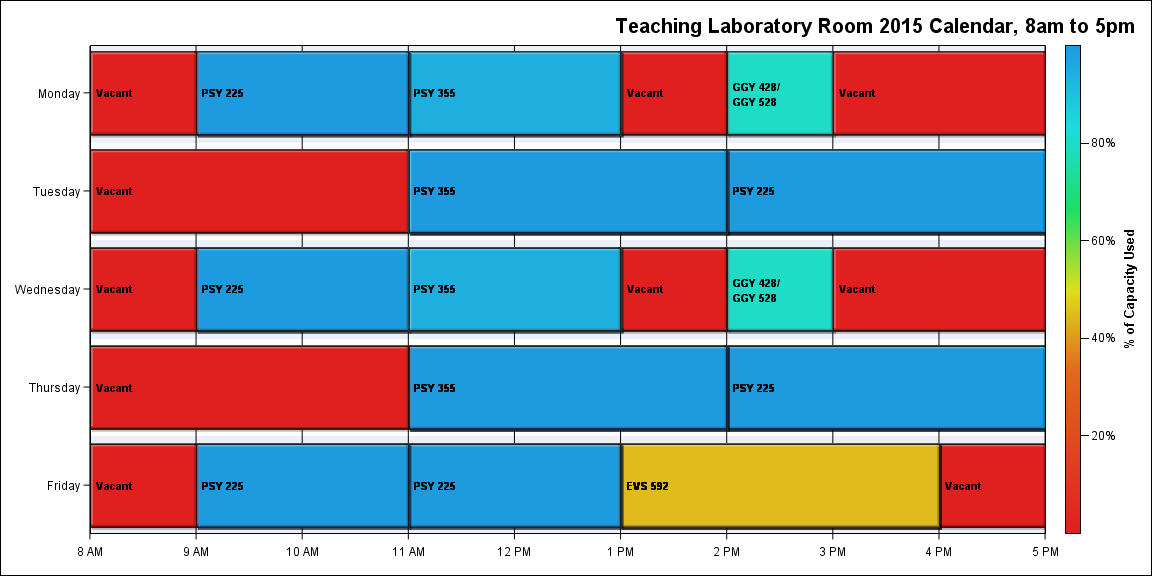 Teaching Laboratory Room 2015 Calendar, 8am to 5pm
Monday
Vacant
PSY 225
PSY 355
Vacant
GGY 428/
GGY 528
Vacant
Tuesday
Vacant
PSY 355
PSY 225
Wednesday
Vacant
PSY 225
PSY 355
Vacant
GGY 428/
GGY 528
Vacant
Thursday
Vacant
PSY 355
PSY 225
Friday
Vacant
PSY 225
PSY 225
EVS 592
Vacant
8 AM
9 AM
10 AM
11 AM
12 PM
1 PM
2 PM
3 PM
4 PM
5 PM
80%
60%
40%
20%
% of Capacity Used